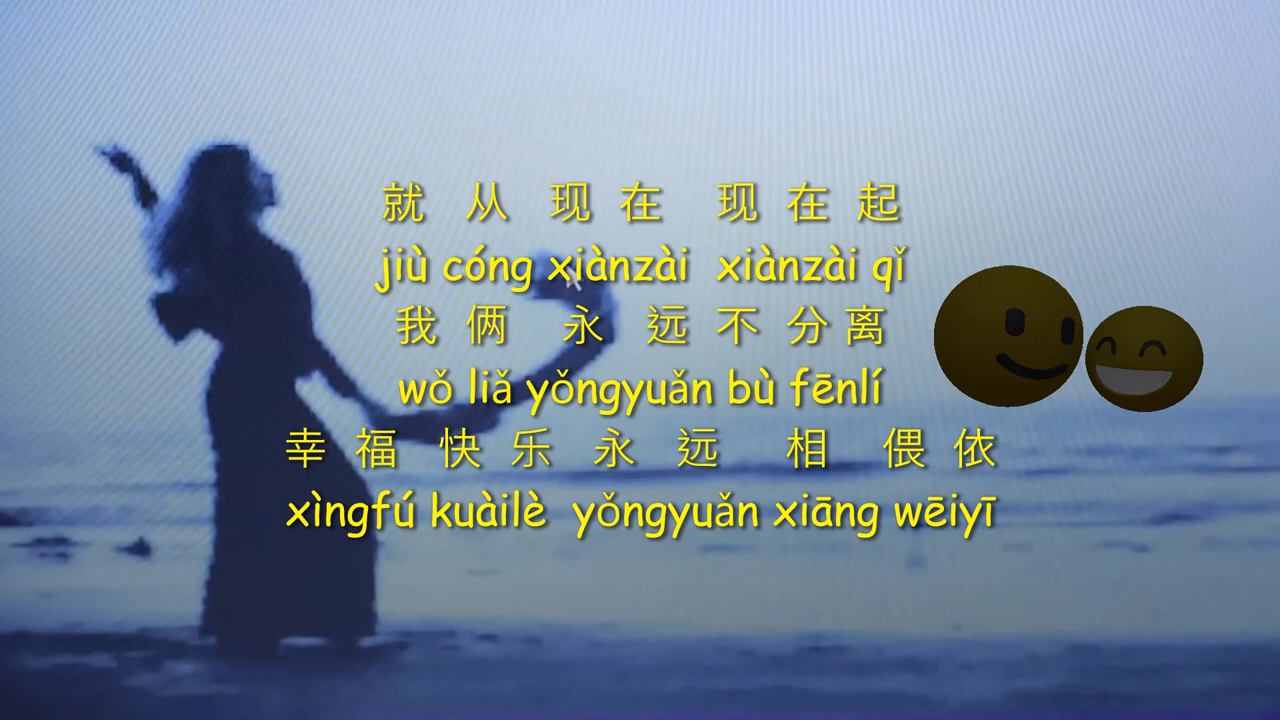 就 从 现 在 现 在 起
jiù cóng xiànzài xiànzài qǐ
我 俩 永 远 不 分 离
wǒ liǎ yǒngyuǎn bù fēnlí
幸 福 快 乐 永 远 相 偎 依
xìngfú kuàilè yǒngyuǎn xiāng wēiyī